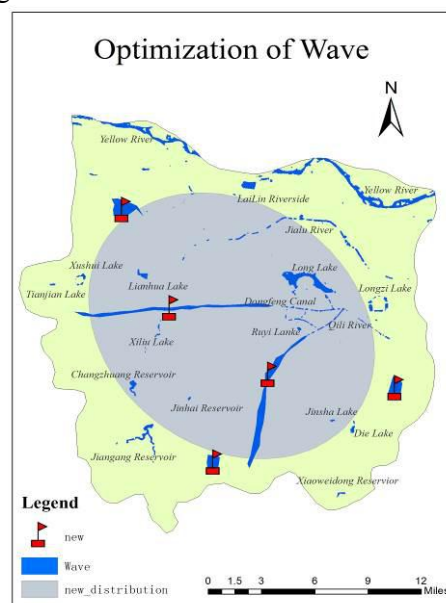 Optimization of Wave
N
Yellow River
Yellow River
LaiLin Riverside
Jialu River
Xushui Lake
Long Lake
Tianjian Lake
Lianhua Lake
Longzi Lake
Dongfeng Canal
Qili River
Ruyi Lanke
Xiliu Lake
Changzhuang Reservoir
Jinhai Reservoir
Jinsha Lake
Die Lake
Jiangang Reservoir
Xiaoweidong Reservior
Legend
new
Wave
new_distribution
0 1.5 3 6 9 12
Miles